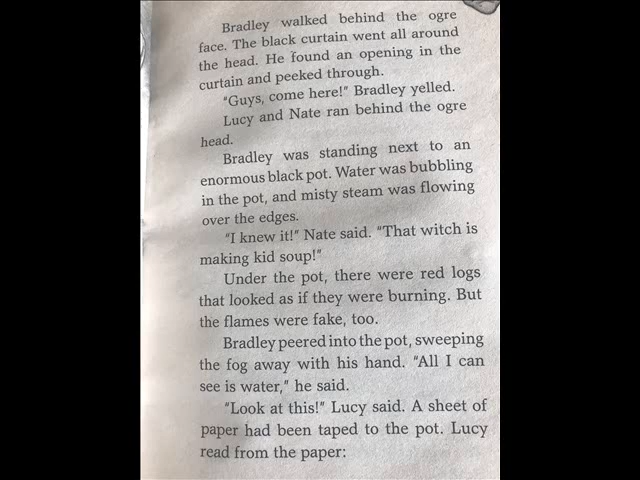 Bradley walked behind the ogre
face. The black curtain went all around
the head. He found an opening in the
curtain and peeked through.
"Guys, come here!" Bradley yelled.
Lucy and Nate ran behind the ogre
head.
Bradley was standing next to an
enormous black pot. Water was bubbling
in the pot, and misty steam was flowing
over the edges.
"I knew it!" Nate said. "That witch is
making kid soup!"
Under the pot, there were red logs
that looked as if they were burning. But
the flames were fake, too.
Bradley peered into the pot, sweeping
the fog away with his hand. "All I can
see is water," he said.
"Look at this!" Lucy said. A sheet of
paper had been taped to the pot. Lucy
read from the paper: